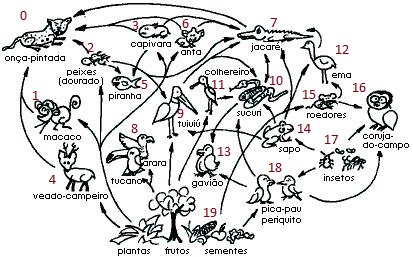 0
3
6
7
12
onça-pintada
2
peixes
(dourado)
capivara
anta
jacaré
5
piranha
colhereiro
ema
1
9
11
10
15
16
tuiuiú
sucuri
roedores
macaco
8
14
sapo
17
coruja-
do-campo
4
arara
tucano
13
gavião
18
insetos
veado-campeiro
19
pica-pau
periquito
plantas
frutos
sementes